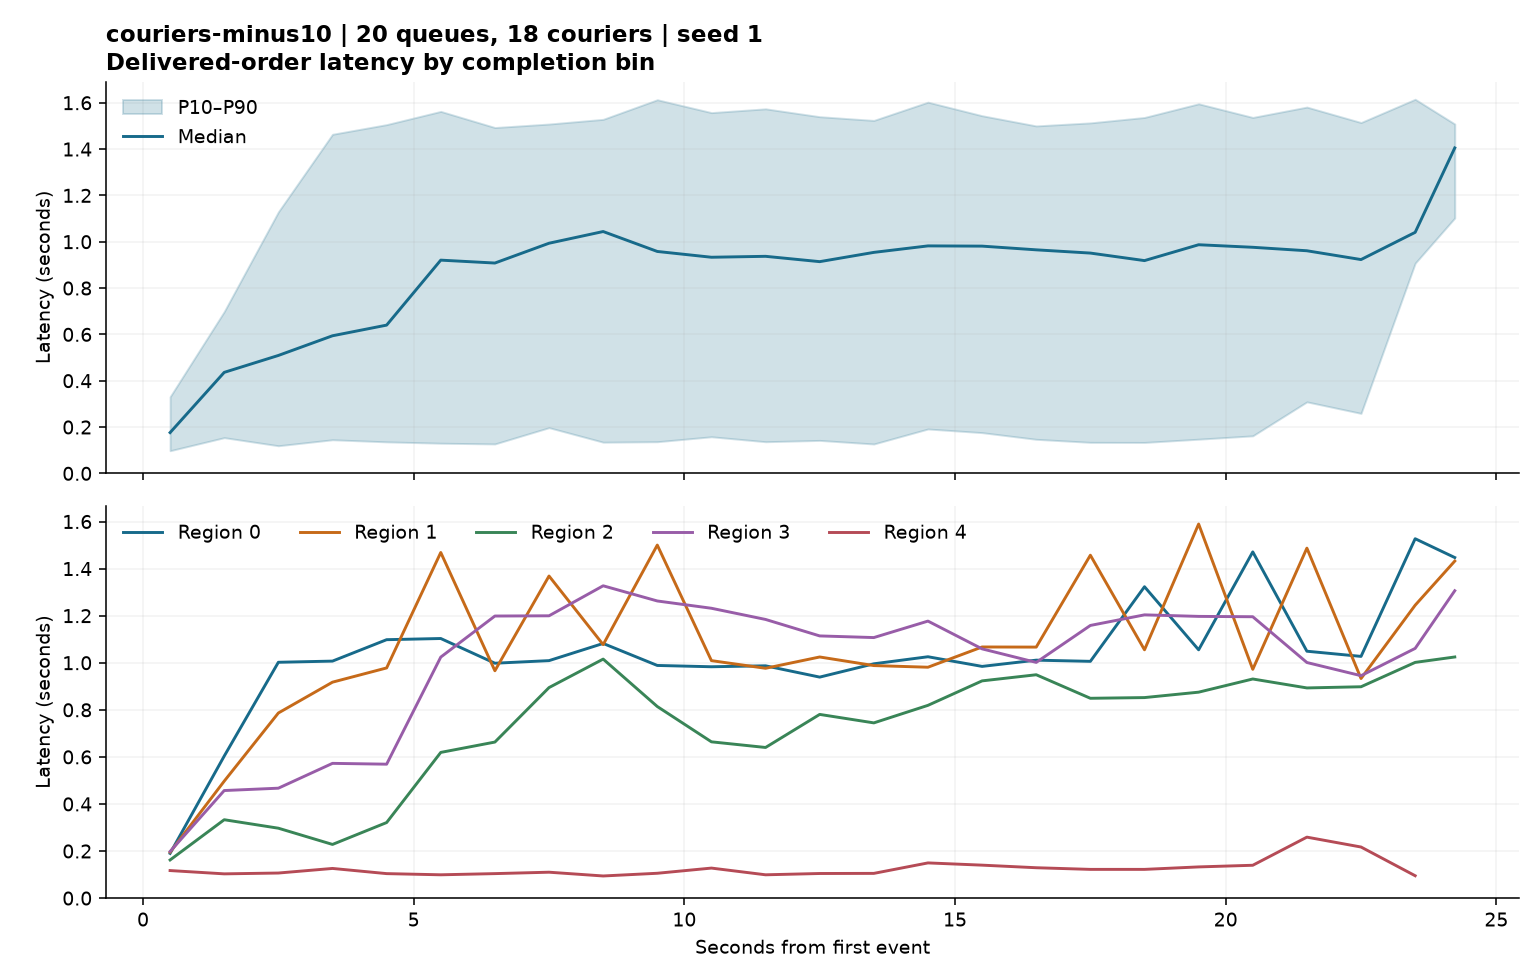 couriers-minus10 | 20 queues, 18 couriers | seed 1
Delivered-order latency by completion bin
P10–P90
Median
Latency (seconds)
1.6
1.4
1.2
1.0
0.8
0.6
0.4
0.2
0.0
Region 0
Region 1
Region 2
Region 3
Region 4
Latency (seconds)
1.6
1.4
1.2
1.0
0.8
0.6
0.4
0.2
0.0
0 5 10 15 20 25
Seconds from first event